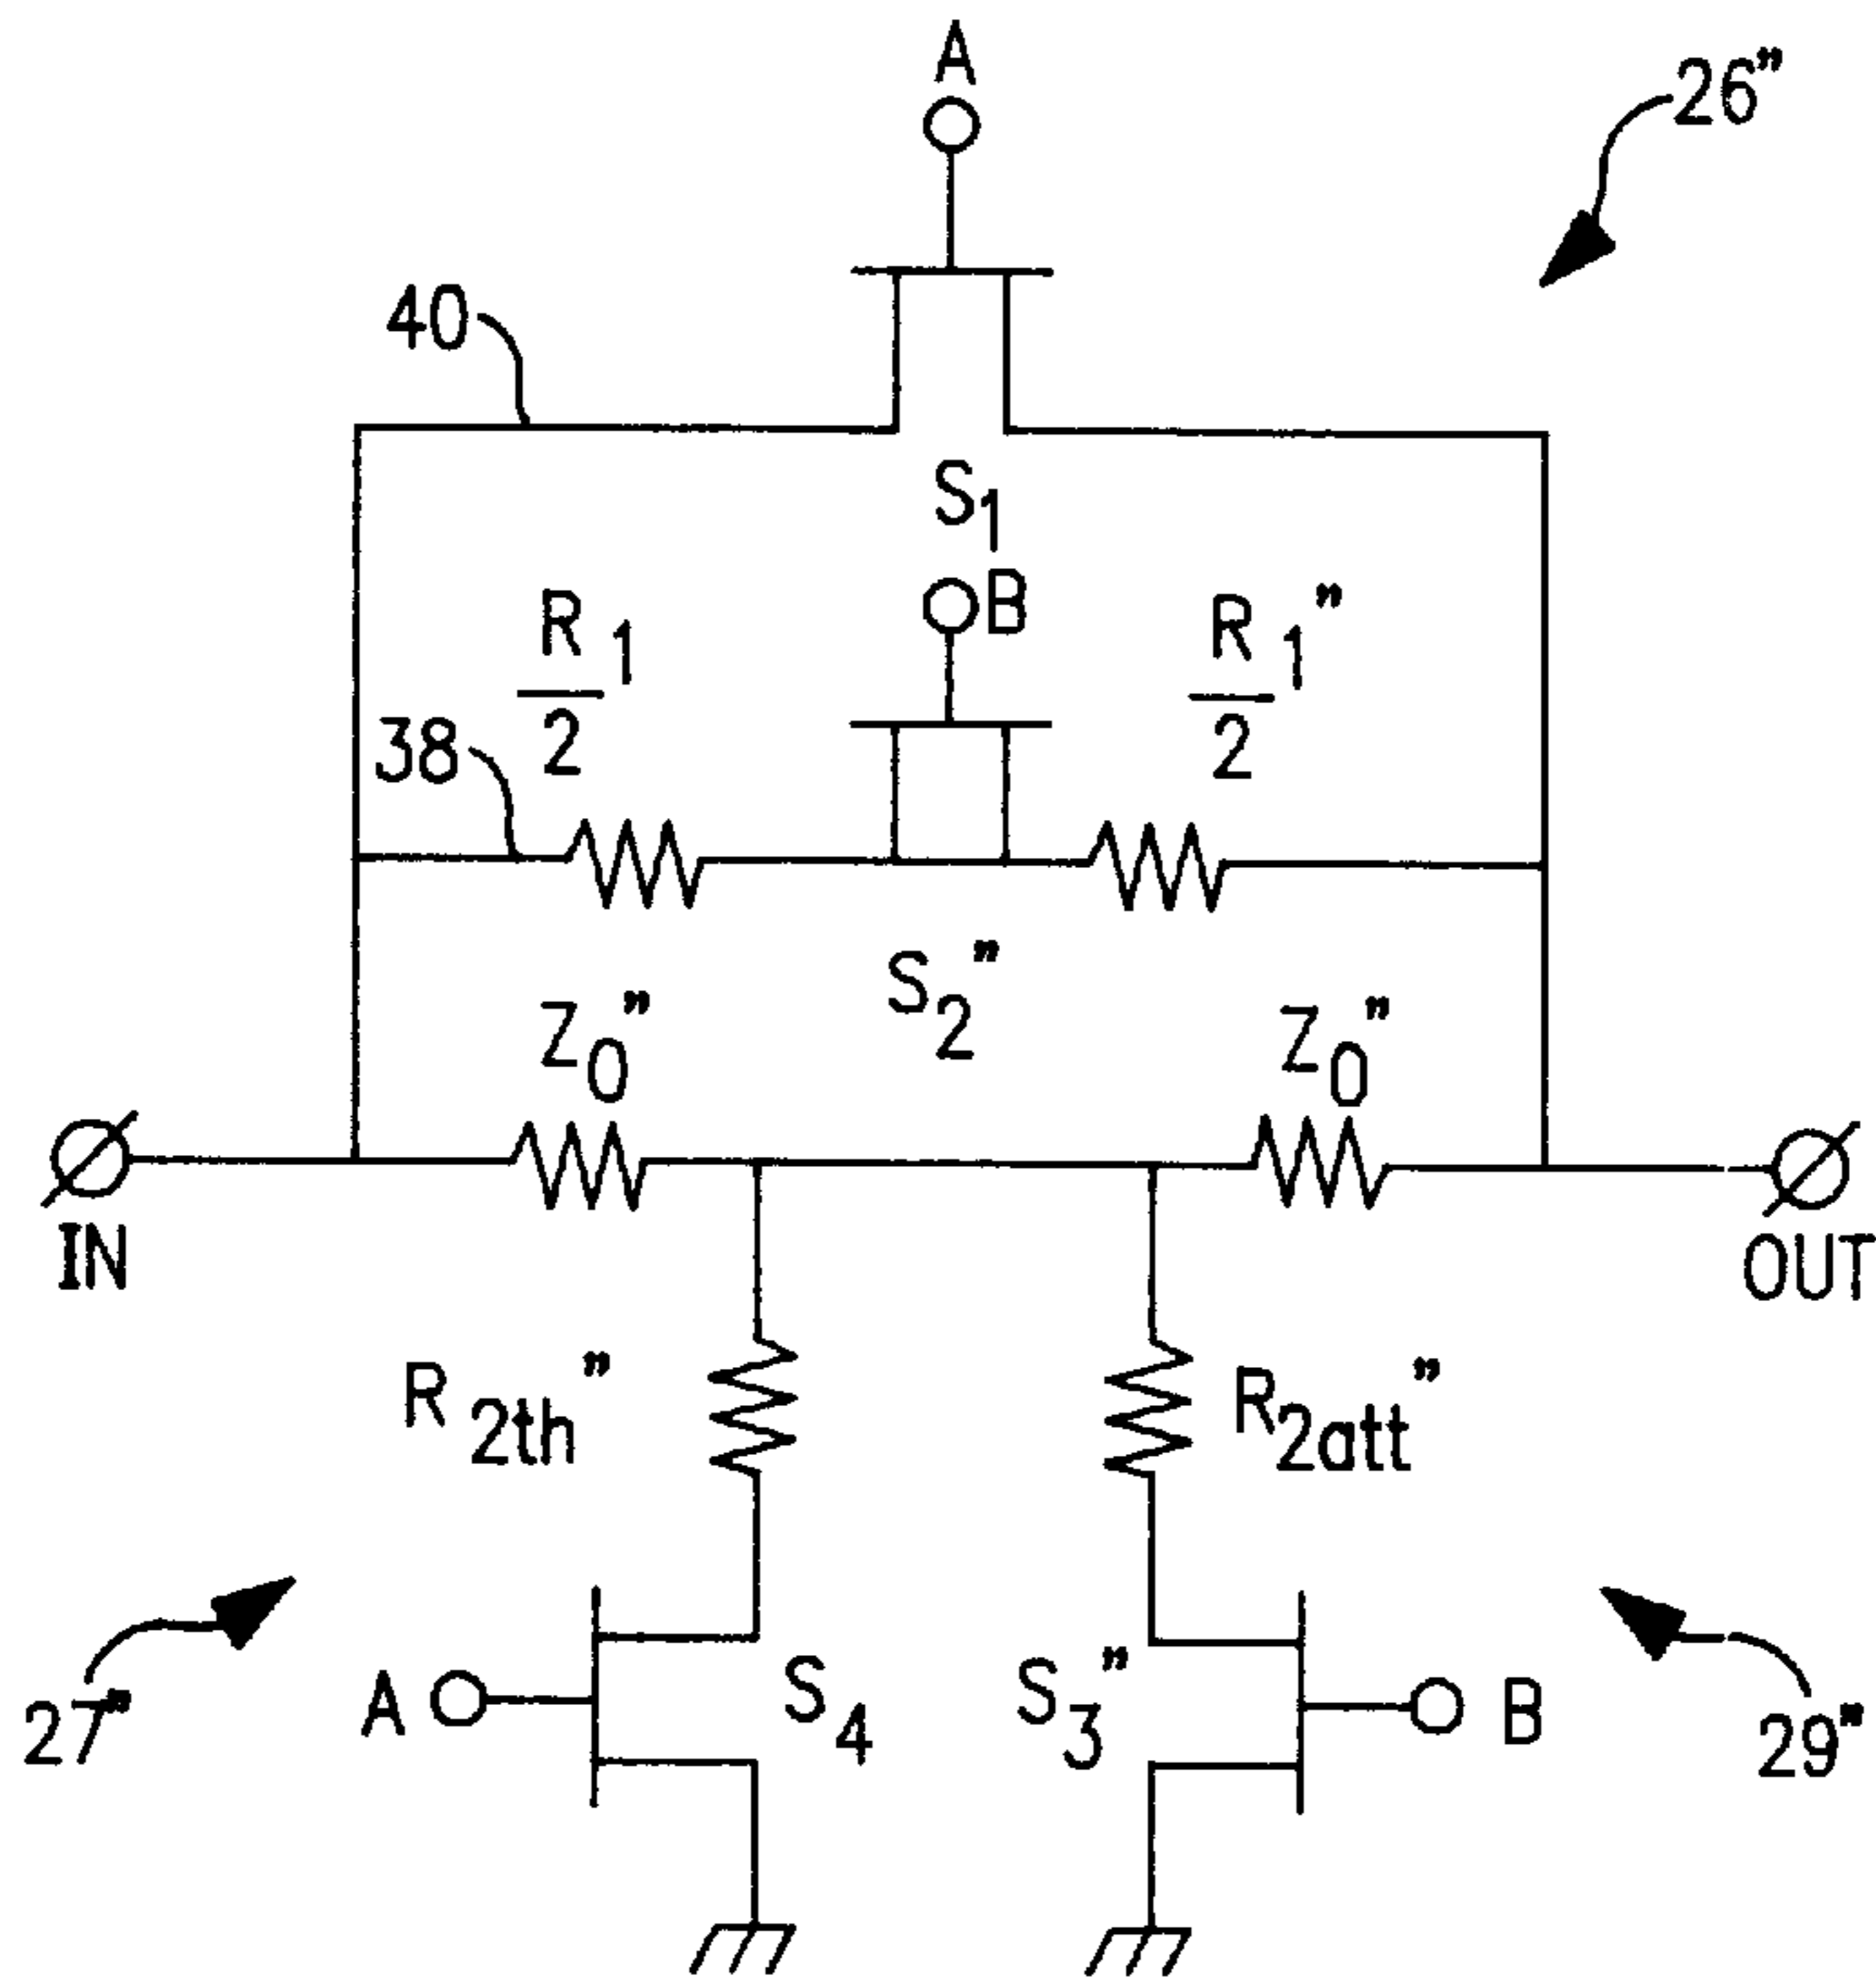 A
26"
40
S1
B
R1
2
R1"
2
38
S2"
Z0"
Z0"
IN
OUT
R2th"
R2att"
27"
A
S4
S3"
B
29"